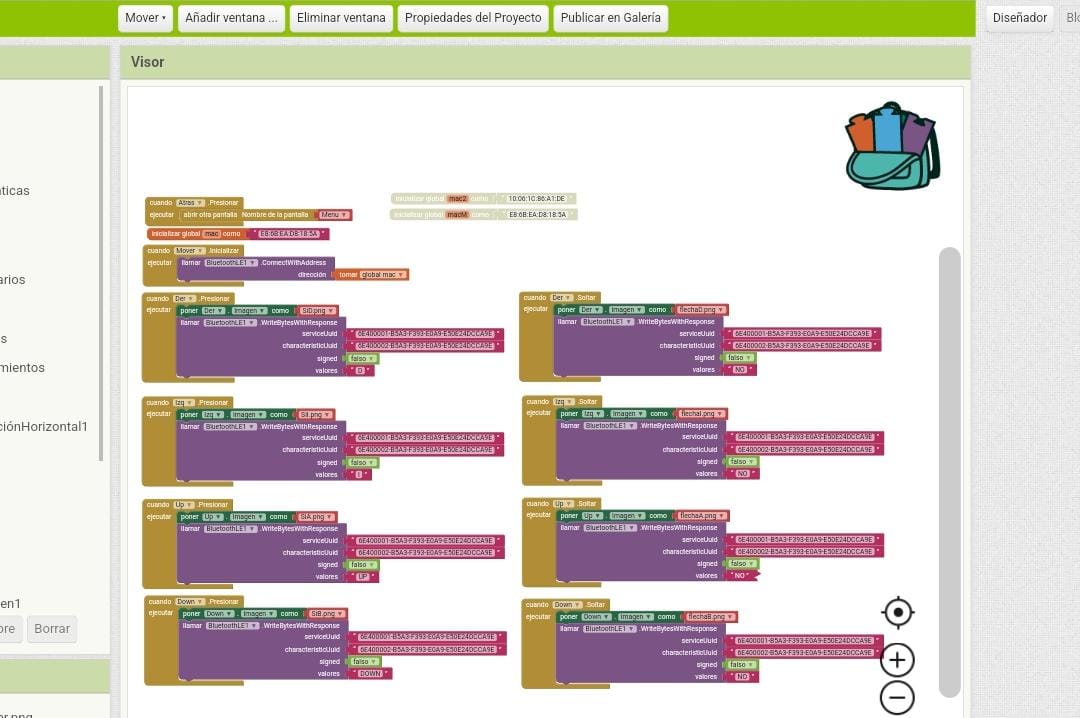 Mover
Añadir ventana ...
Eliminar ventana
Propiedades del Proyecto
Publicar en Galería
Diseñador
Blo
Visor
ticas
arios
s
mientos
ciónHorizontal1
en1
bre
Borrar
er.png
cuando Atras .Presionar
ejecutar abrir otra pantalla Nombre de la pantalla Menu
inicializar global mac2 como " 10:06:1C:86:A1:DE "
inicializar global macM como " E8:6B:EA:D8:18:5A "
inicializar global mac como " E8:6B:EA:D8:18:5A "
cuando Mover .Inicializar
ejecutar llamar BluetoothLE1 .ConnectWithAddress
dirección tomar global mac
cuando Der .Presionar
ejecutar poner Der . Imagen como SiD.png
llamar BluetoothLE1 .WriteBytesWithResponse
serviceUuid " 6E400001-B5A3-F393-E0A9-E50E24DCCA9E "
characteristicUuid " 6E400002-B5A3-F393-E0A9-E50E24DCCA9E "
signed falso
valores " D "
cuando Der .Soltar
ejecutar poner Der . Imagen como flechaD.png
llamar BluetoothLE1 .WriteBytesWithResponse
serviceUuid " 6E400001-B5A3-F393-E0A9-E50E24DCCA9E "
characteristicUuid " 6E400002-B5A3-F393-E0A9-E50E24DCCA9E "
signed falso
valores " NO "
cuando Izq .Presionar
ejecutar poner Izq . Imagen como SiI.png
llamar BluetoothLE1 .WriteBytesWithResponse
serviceUuid " 6E400001-B5A3-F393-E0A9-E50E24DCCA9E "
characteristicUuid " 6E400002-B5A3-F393-E0A9-E50E24DCCA9E "
signed falso
valores " I "
cuando Izq .Soltar
ejecutar poner Izq . Imagen como flechaI.png
llamar BluetoothLE1 .WriteBytesWithResponse
serviceUuid " 6E400001-B5A3-F393-E0A9-E50E24DCCA9E "
characteristicUuid " 6E400002-B5A3-F393-E0A9-E50E24DCCA9E "
signed falso
valores " NO "
cuando Up .Presionar
ejecutar poner Up . Imagen como SiA.png
llamar BluetoothLE1 .WriteBytesWithResponse
serviceUuid " 6E400001-B5A3-F393-E0A9-E50E24DCCA9E "
characteristicUuid " 6E400002-B5A3-F393-E0A9-E50E24DCCA9E "
signed falso
valores " UP "
cuando Up .Soltar
ejecutar poner Up . Imagen como flechaA.png
llamar BluetoothLE1 .WriteBytesWithResponse
serviceUuid " 6E400001-B5A3-F393-E0A9-E50E24DCCA9E "
characteristicUuid " 6E400002-B5A3-F393-E0A9-E50E24DCCA9E "
signed falso
valores " NO "
cuando Down .Presionar
ejecutar poner Down . Imagen como SiB.png
llamar BluetoothLE1 .WriteBytesWithResponse
serviceUuid " 6E400001-B5A3-F393-E0A9-E50E24DCCA9E "
characteristicUuid " 6E400002-B5A3-F393-E0A9-E50E24DCCA9E "
signed falso
valores " DOWN "
cuando Down .Soltar
ejecutar poner Down . Imagen como flechaB.png
llamar BluetoothLE1 .WriteBytesWithResponse
serviceUuid " 6E400001-B5A3-F393-E0A9-E50E24DCCA9E "
characteristicUuid " 6E400002-B5A3-F393-E0A9-E50E24DCCA9E "
signed falso
valores " NO "